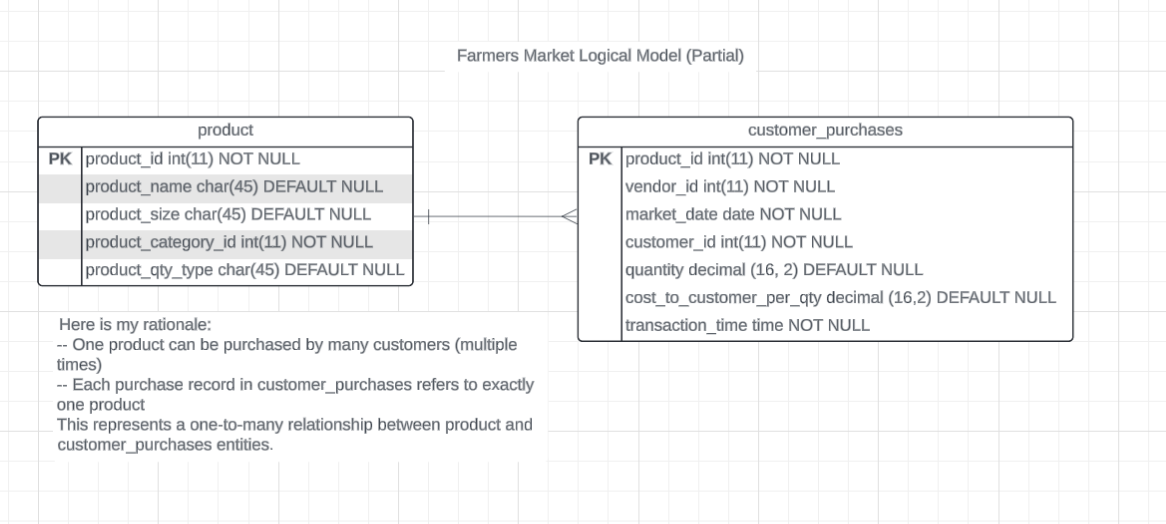 Farmers Market Logical Model (Partial)
product
PK product_id int(11) NOT NULL
product_name char(45) DEFAULT NULL
product_size char(45) DEFAULT NULL
product_category_id int(11) NOT NULL
product_qty_type char(45) DEFAULT NULL
customer_purchases
PK product_id int(11) NOT NULL
vendor_id int(11) NOT NULL
market_date date NOT NULL
customer_id int(11) NOT NULL
quantity decimal (16, 2) DEFAULT NULL
cost_to_customer_per_qty decimal (16,2) DEFAULT NULL
transaction_time time NOT NULL
Here is my rationale:
-- One product can be purchased by many customers (multiple
times)
-- Each purchase record in customer_purchases refers to exactly
one product
This represents a one-to-many relationship between product and
customer_purchases entities.